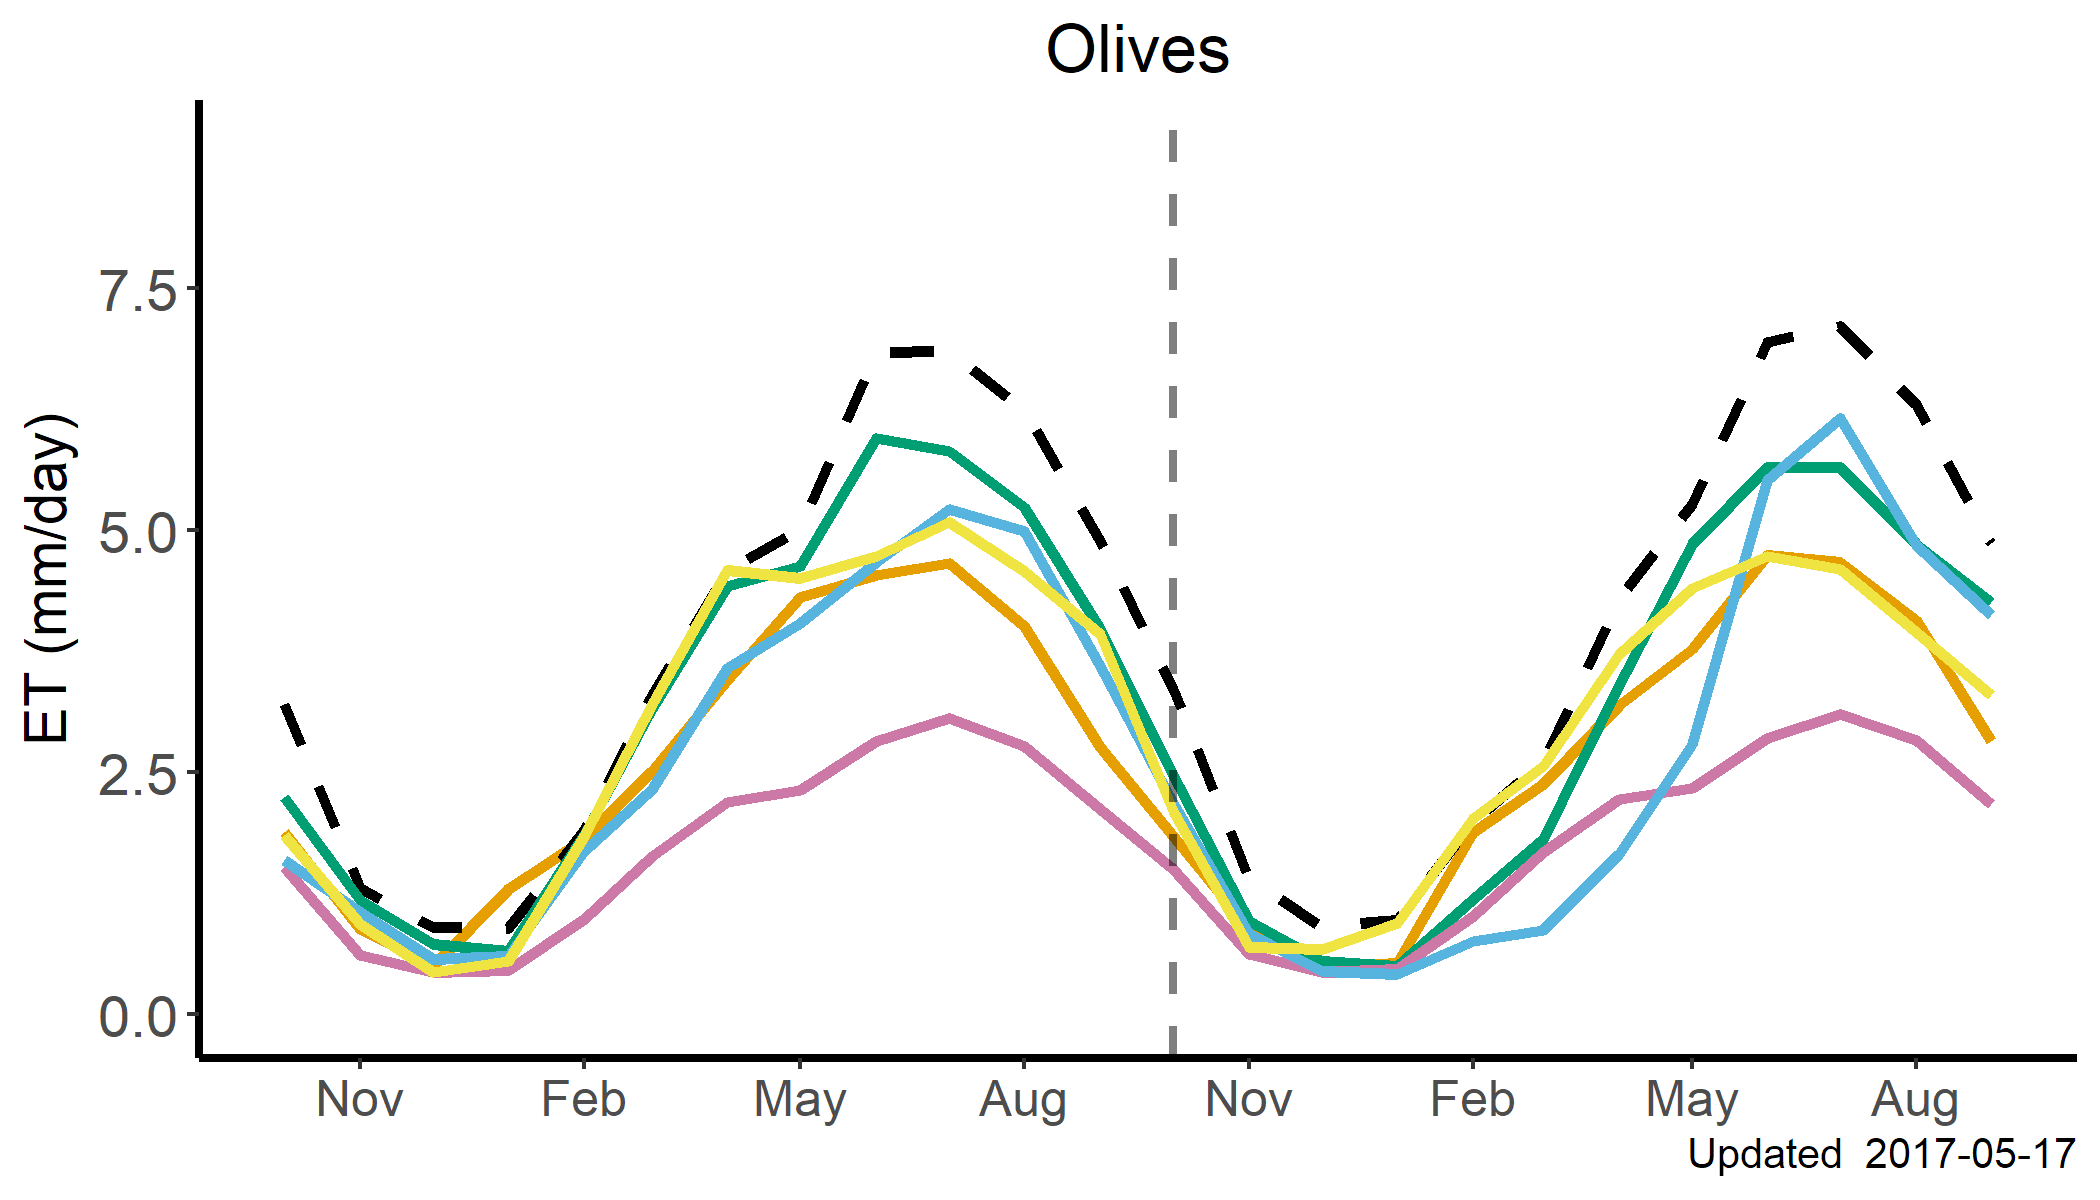 Olives
ET (mm/day)
7.5
5.0
2.5
0.0
Nov Feb May Aug Nov Feb May Aug
Updated  2017-05-17